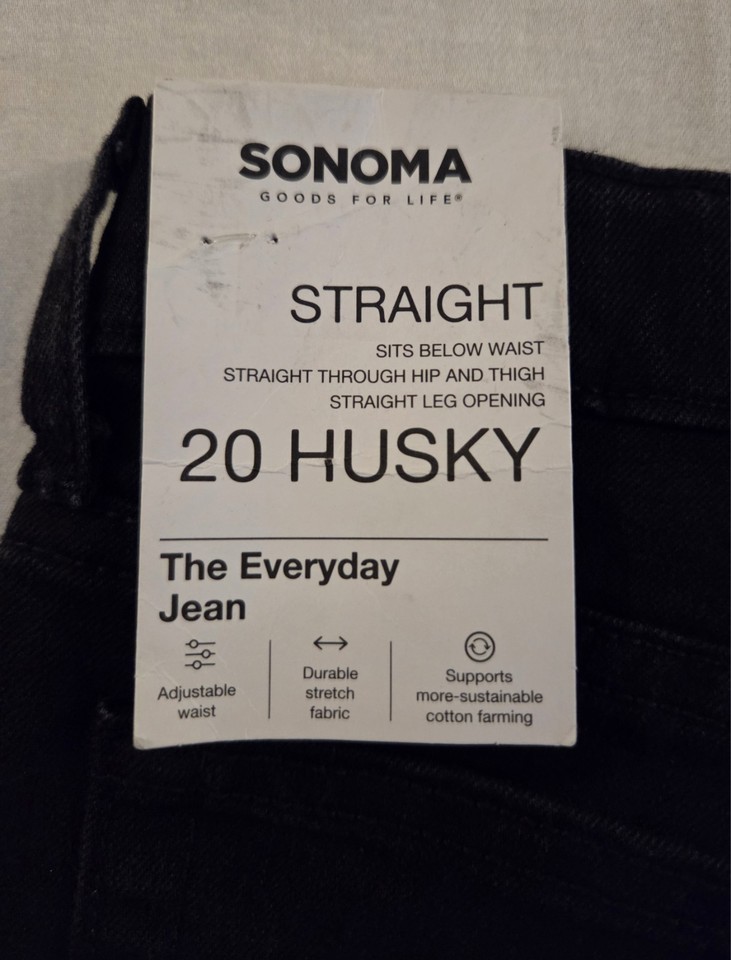 SONOMA
GOODS FOR LIFE®
STRAIGHT
SITS BELOW WAIST
STRAIGHT THROUGH HIP AND THIGH
STRAIGHT LEG OPENING
20 HUSKY
The Everyday
Jean
Adjustable
waist
Durable
stretch
fabric
Supports
more-sustainable
cotton farming